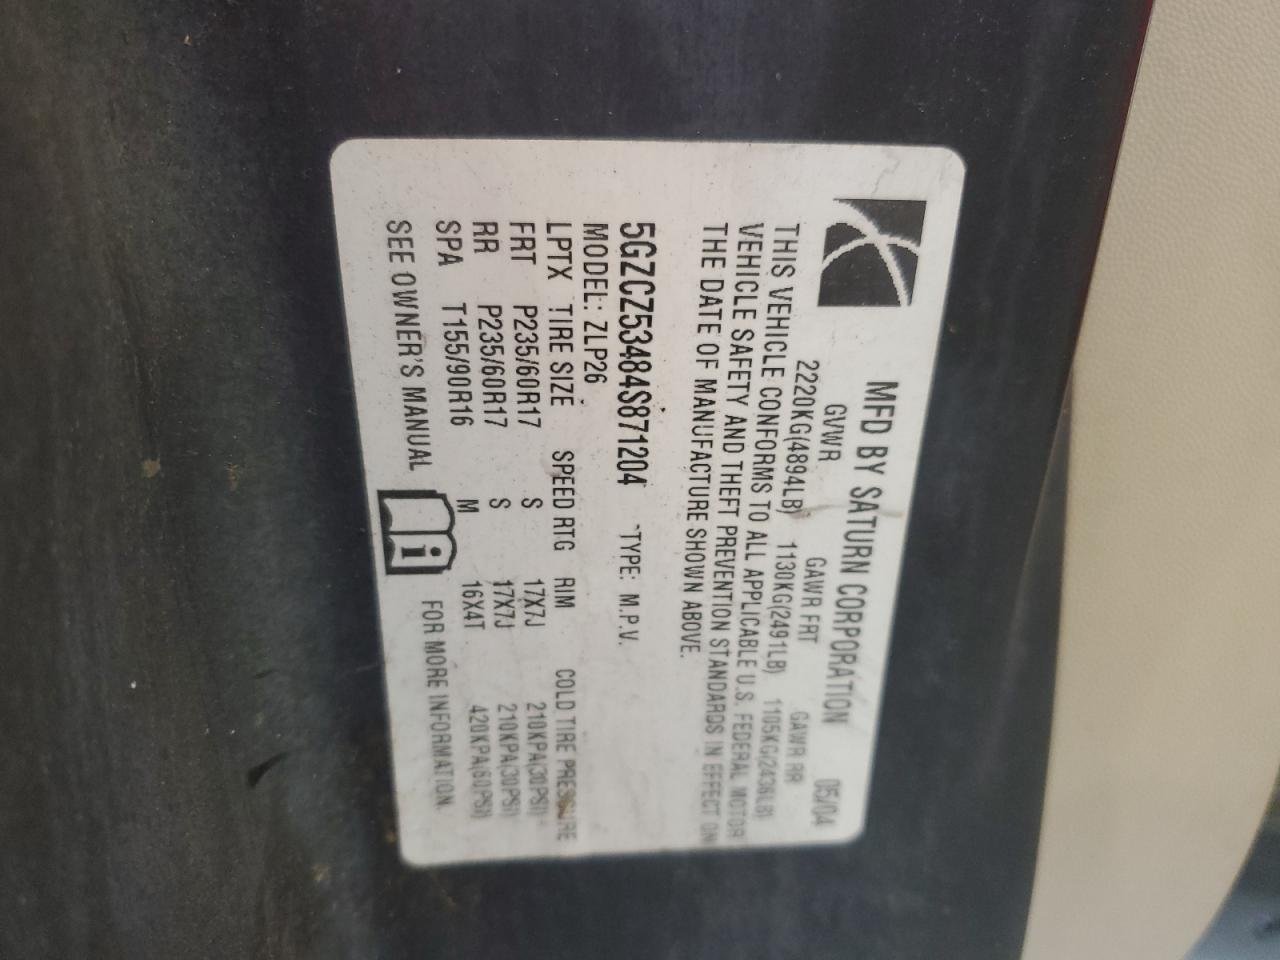 MFD BY SATURN CORPORATION 05/04
GVWR GAWR FRT GAWR RR
2220KG(4894LB) 1130KG(2491LB) 1105KG(2436LB)
THIS VEHICLE CONFORMS TO ALL APPLICABLE U.S. FEDERAL MOTOR
VEHICLE SAFETY AND THEFT PREVENTION STANDARDS IN EFFECT ON
THE DATE OF MANUFACTURE SHOWN ABOVE.
5GZCZ53484S871204 TYPE: M.P.V.
MODEL: ZLP26
LPTX TIRE SIZE SPEED RTG RIM COLD TIRE PRESSURE
FRT P235/60R17 S 17X7J 210KPA(30PSI)
RR P235/60R17 S 17X7J 210KPA(30PSI)
SPA T155/90R16 M 16X4T 420KPA(60PSI)
SEE OWNER'S MANUAL i FOR MORE INFORMATION.